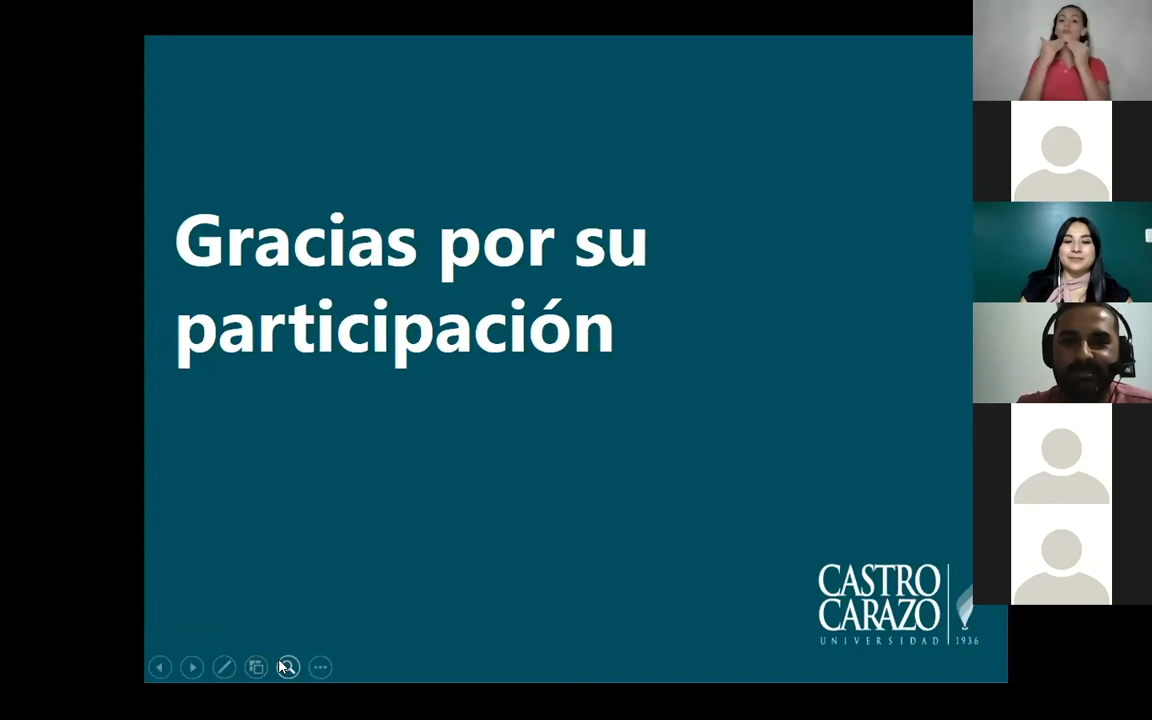 Gracias por su
participación
CASTRO
CARAZO
UNIVERSIDAD
1936